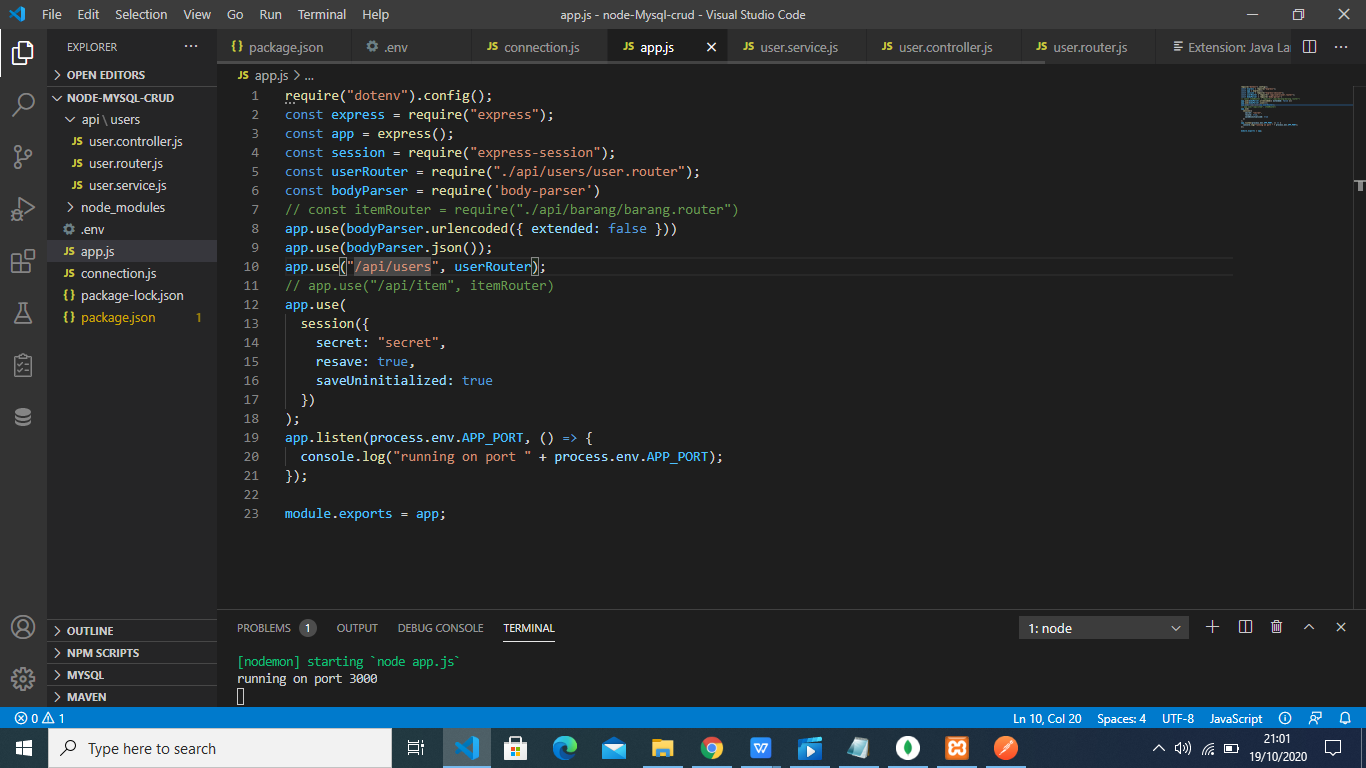 File Edit Selection View Go Run Terminal Help
app.js - node-Mysql-crud - Visual Studio Code
EXPLORER
OPEN EDITORS
NODE-MYSQL-CRUD
api \ users
JS user.controller.js
JS user.router.js
JS user.service.js
node_modules
.env
JS app.js
JS connection.js
{} package-lock.json
{} package.json 1
OUTLINE
NPM SCRIPTS
MYSQL
MAVEN
{} package.json
.env
JS connection.js
JS app.js
JS user.service.js
JS user.controller.js
JS user.router.js
Extension: Java La
JS app.js > ...
1 require("dotenv").config();
2 const express = require("express");
3 const app = express();
4 const session = require("express-session");
5 const userRouter = require("./api/users/user.router");
6 const bodyParser = require('body-parser')
7 // const itemRouter = require("./api/barang/barang.router")
8 app.use(bodyParser.urlencoded({ extended: false }))
9 app.use(bodyParser.json());
10 app.use("/api/users", userRouter);
11 // app.use("/api/item", itemRouter)
12 app.use(
13 session({
14 secret: "secret",
15 resave: true,
16 saveUninitialized: true
17 })
18 );
19 app.listen(process.env.APP_PORT, () => {
20 console.log("running on port " + process.env.APP_PORT);
21 });
22
23 module.exports = app;
PROBLEMS 1 OUTPUT DEBUG CONSOLE TERMINAL
1: node
[nodemon] starting `node app.js`
running on port 3000
0 1
Ln 10, Col 20 Spaces: 4 UTF-8 JavaScript
Type here to search
21:01
19/10/2020